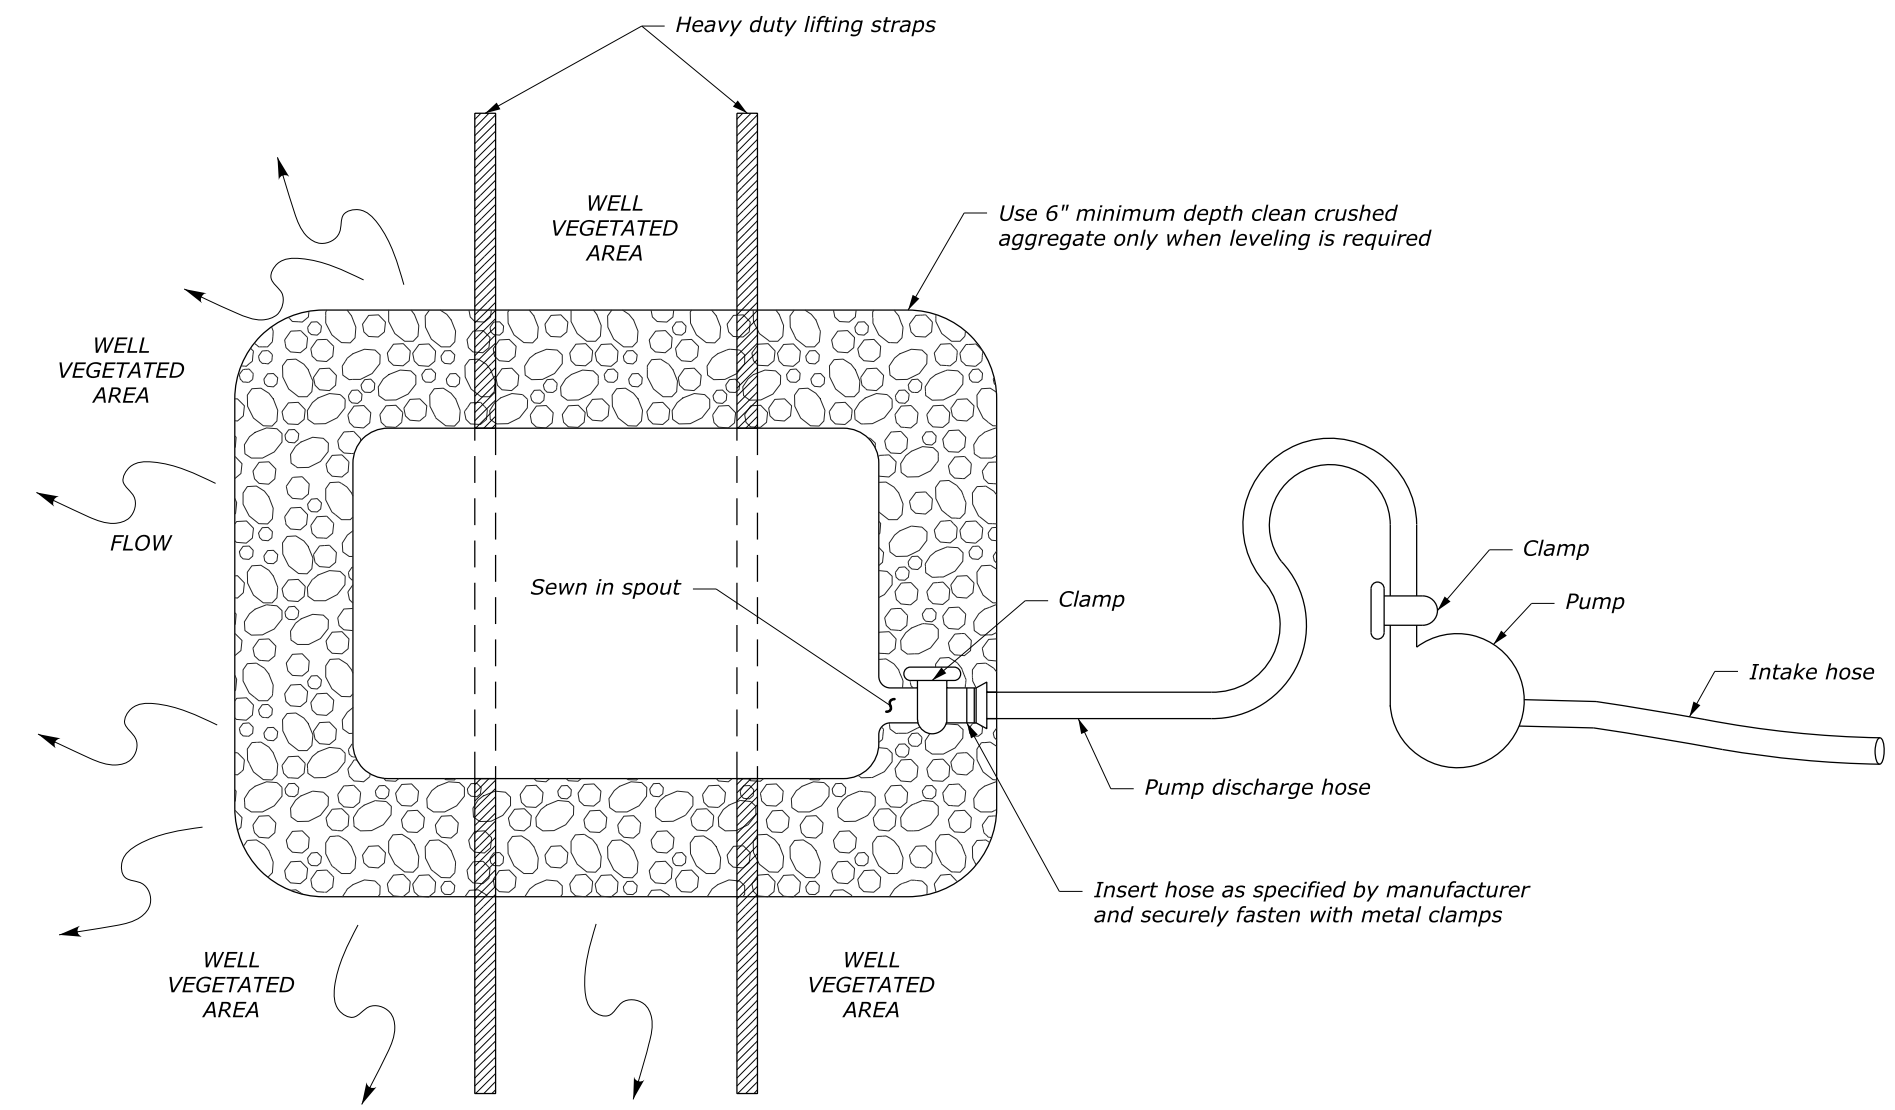 Heavy duty lifting straps
WELL
VEGETATED
AREA
Use 6" minimum depth clean crushed
aggregate only when leveling is required
WELL
VEGETATED
AREA
FLOW
Sewn in spout
Clamp
Clamp
Pump
Intake hose
Pump discharge hose
Insert hose as specified by manufacturer
and securely fasten with metal clamps
WELL
VEGETATED
AREA
WELL
VEGETATED
AREA